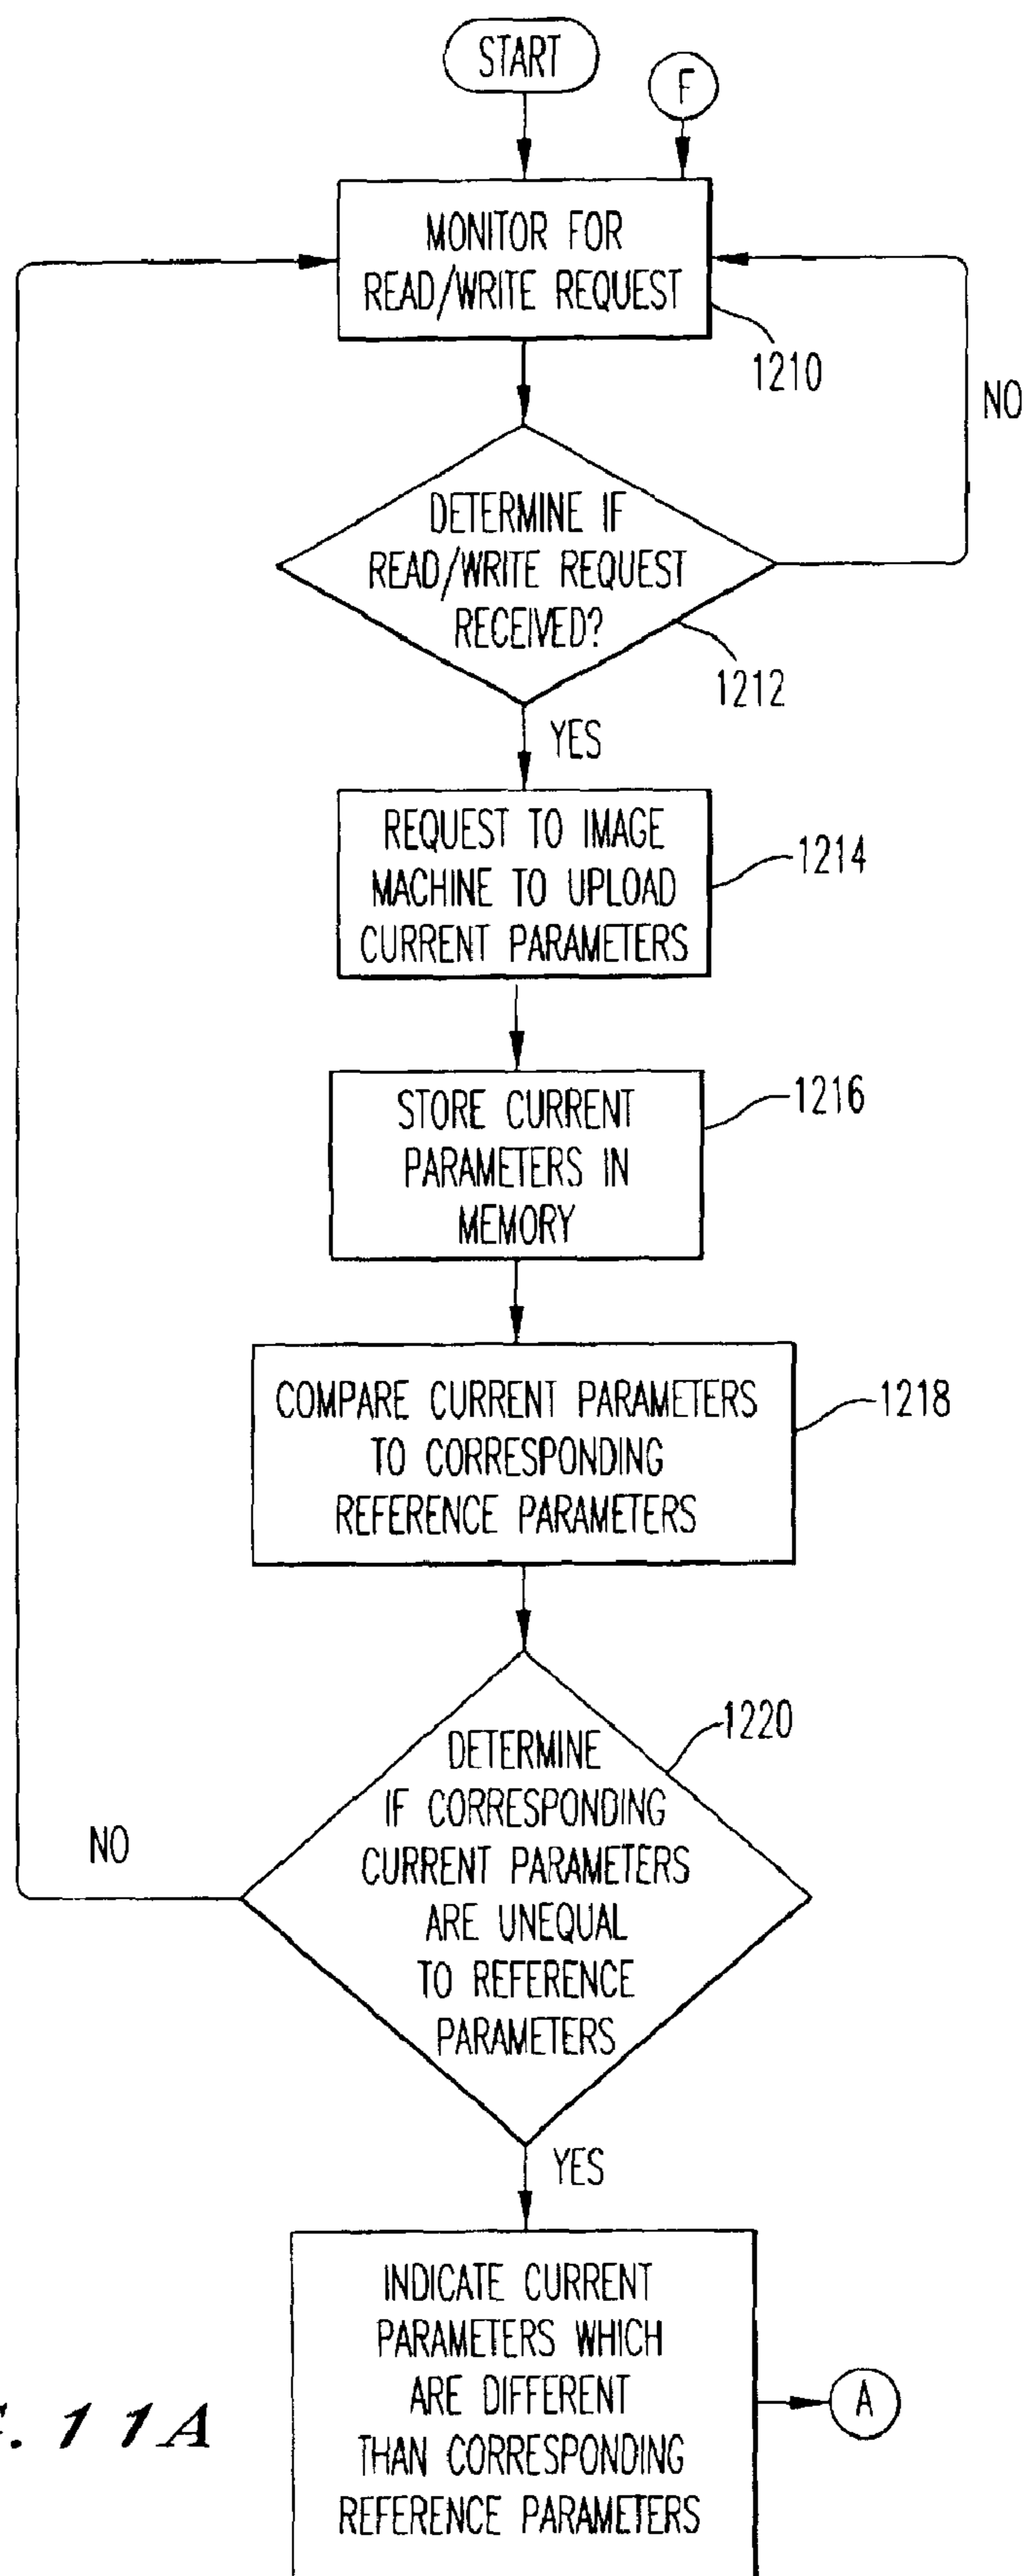 START
F
MONITOR FOR
READ/WRITE REQUEST
1210
NO
DETERMINE IF
READ/WRITE REQUEST
RECEIVED?
1212
YES
REQUEST TO IMAGE
MACHINE TO UPLOAD
CURRENT PARAMETERS
1214
STORE CURRENT
PARAMETERS IN
MEMORY
1216
COMPARE CURRENT PARAMETERS
TO CORRESPONDING
REFERENCE PARAMETERS
1218
DETERMINE
IF CORRESPONDING
CURRENT PARAMETERS
ARE UNEQUAL
TO REFERENCE
PARAMETERS
1220
NO
YES
INDICATE CURRENT
PARAMETERS WHICH
ARE DIFFERENT
THAN CORRESPONDING
REFERENCE PARAMETERS
A
. 11A